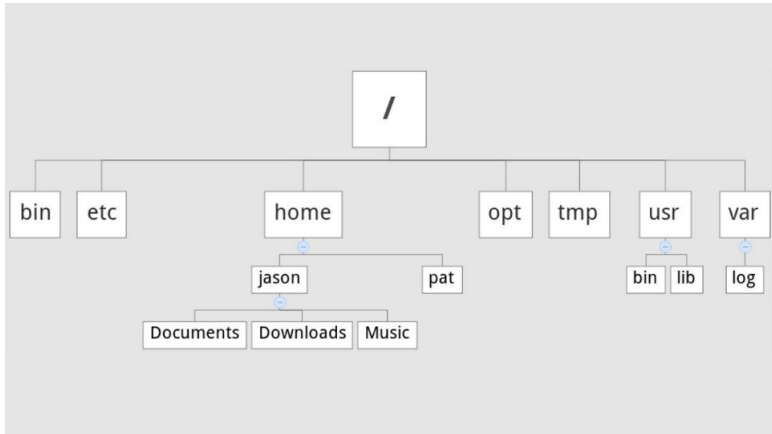 /
bin etc home opt tmp usr var
jason pat bin lib log
Documents Downloads Music